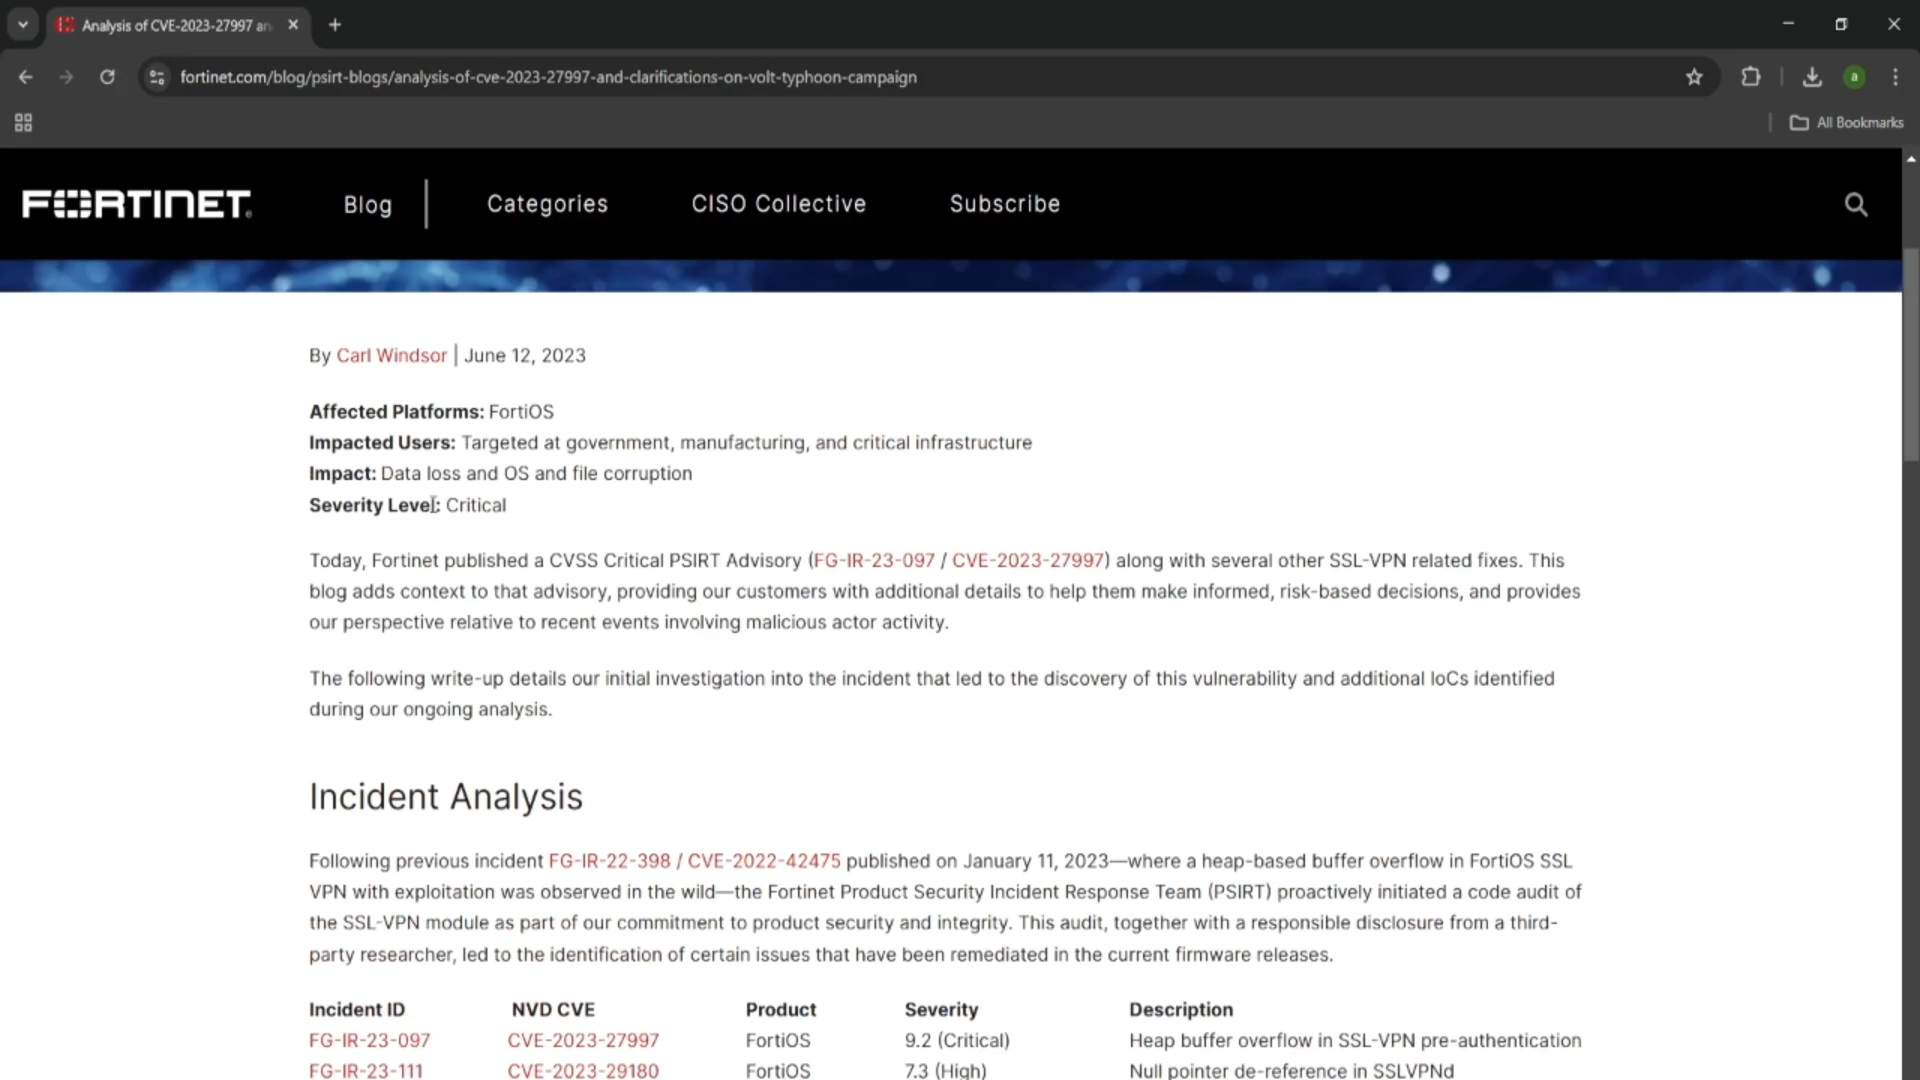 Analysis of CVE-2023-27997 an
fortinet.com/blog/psirt-blogs/analysis-of-cve-2023-27997-and-clarifications-on-volt-typhoon-campaign
a
All Bookmarks
FORTINET
Blog
Categories
CISO Collective
Subscribe
By Carl Windsor | June 12, 2023
Affected Platforms: FortiOS
Impacted Users: Targeted at government, manufacturing, and critical infrastructure
Impact: Data loss and OS and file corruption
Severity Level: Critical
Today, Fortinet published a CVSS Critical PSIRT Advisory (FG-IR-23-097 / CVE-2023-27997) along with several other SSL-VPN related fixes. This
blog adds context to that advisory, providing our customers with additional details to help them make informed, risk-based decisions, and provides
our perspective relative to recent events involving malicious actor activity.
The following write-up details our initial investigation into the incident that led to the discovery of this vulnerability and additional IoCs identified
during our ongoing analysis.
Incident Analysis
Following previous incident FG-IR-22-398 / CVE-2022-42475 published on January 11, 2023—where a heap-based buffer overflow in FortiOS SSL
VPN with exploitation was observed in the wild—the Fortinet Product Security Incident Response Team (PSIRT) proactively initiated a code audit of
the SSL-VPN module as part of our commitment to product security and integrity. This audit, together with a responsible disclosure from a third-
party researcher, led to the identification of certain issues that have been remediated in the current firmware releases.
Incident ID NVD CVE Product Severity Description
FG-IR-23-097 CVE-2023-27997 FortiOS 9.2 (Critical) Heap buffer overflow in SSL-VPN pre-authentication
FG-IR-23-111 CVE-2023-29180 FortiOS 7.3 (High) Null pointer de-reference in SSLVPNd